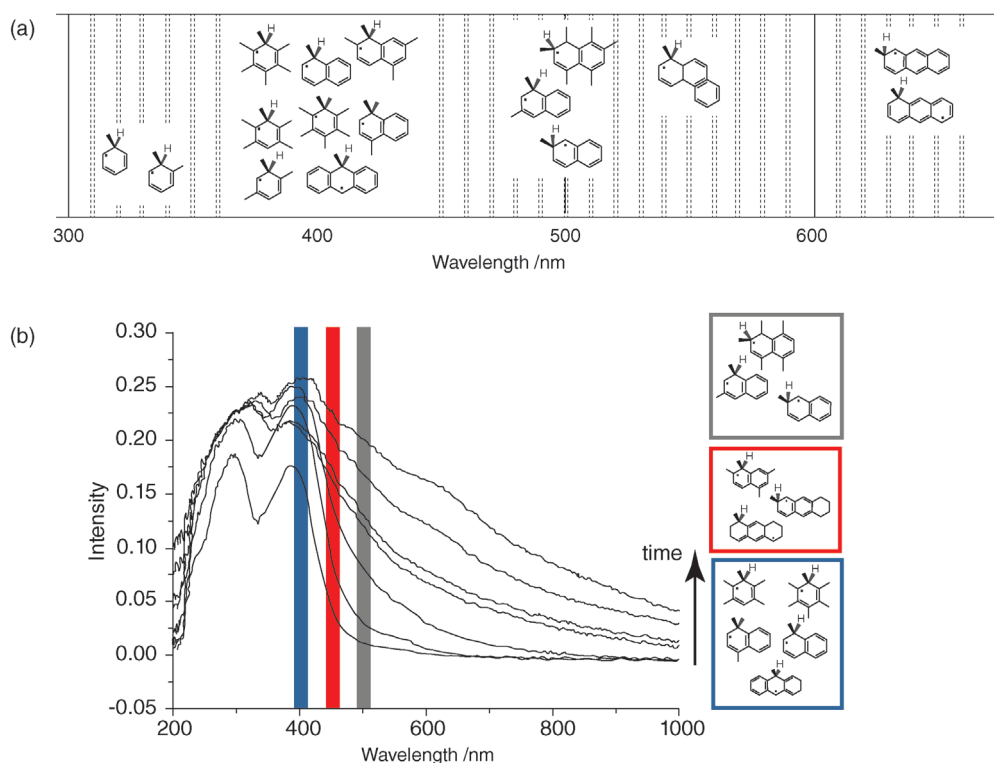 (a)
H H H
H H H
H H
H H
H
H
H
H
H
H
H
300 400 500 600
Wavelength /nm
(b)
0.30
0.25
0.20
0.15
0.10
0.05
0.00
-0.05
Intensity
200 400 600 800 1000
Wavelength /nm
time
H
H
H
H
H
H
H H
H H
H